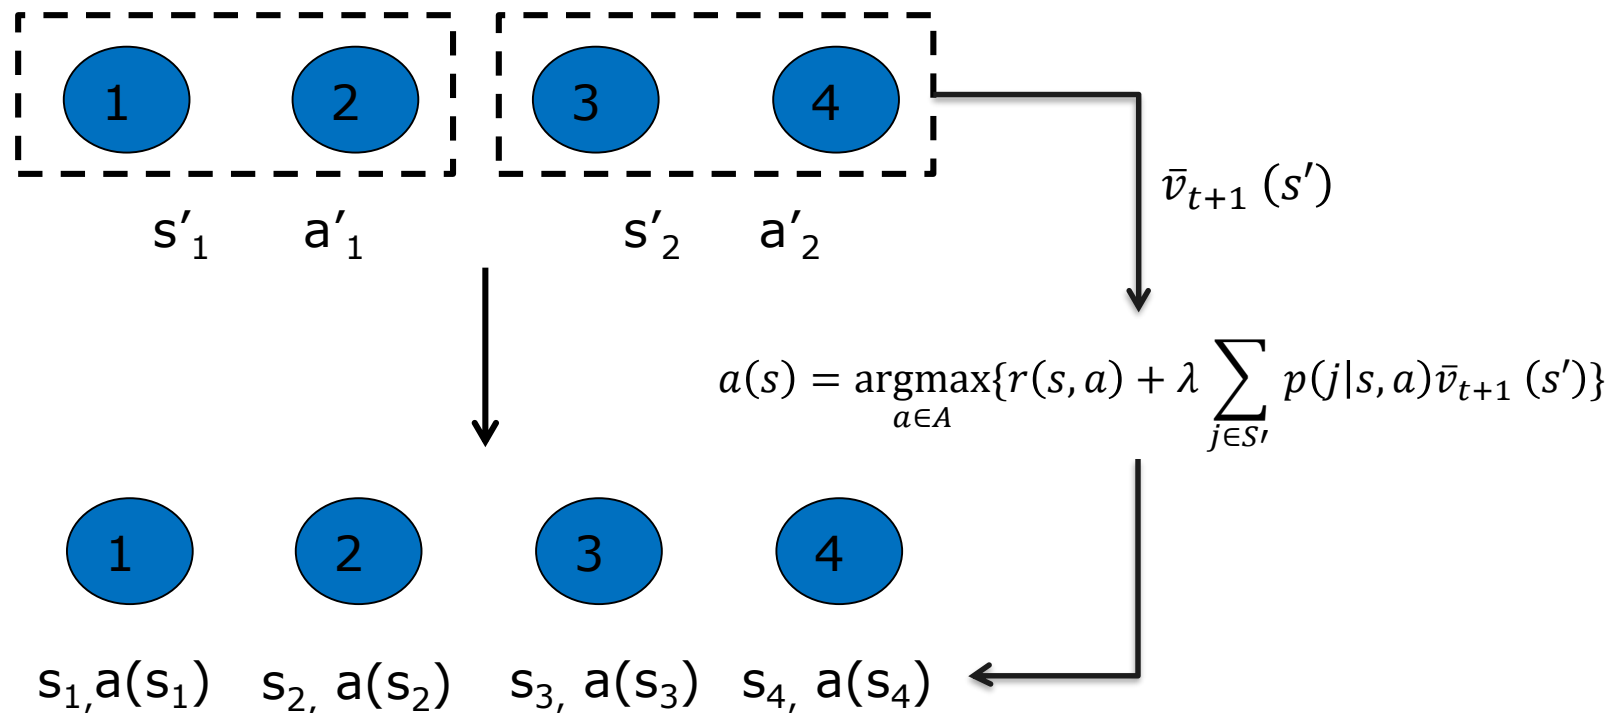 1 2 3 4
s′₁ a′₁ s′₂ a′₂
v̄ₜ₊₁ (s′)
a(s) = argmax{r(s, a) + λ ∑ p(j|s, a)v̄ₜ₊₁ (s′)}
a∈A j∈S′
1 2 3 4
s₁,a(s₁) s₂, a(s₂) s₃, a(s₃) s₄, a(s₄)